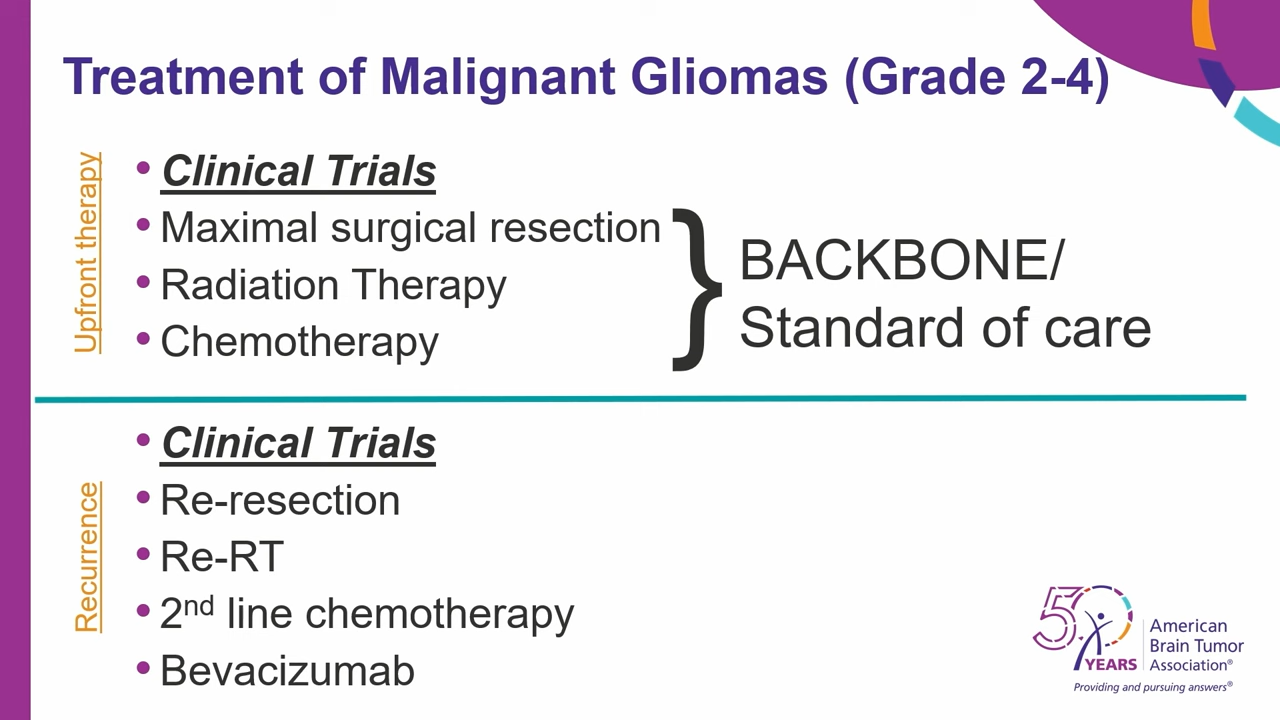 Treatment of Malignant Gliomas (Grade 2-4)
Upfront therapy
• Clinical Trials
• Maximal surgical resection
• Radiation Therapy
• Chemotherapy
}
BACKBONE/
Standard of care
Recurrence
• Clinical Trials
• Re-resection
• Re-RT
• 2nd line chemotherapy
• Bevacizumab
50
YEARS
American
Brain Tumor
Association®
Providing and pursuing answers®